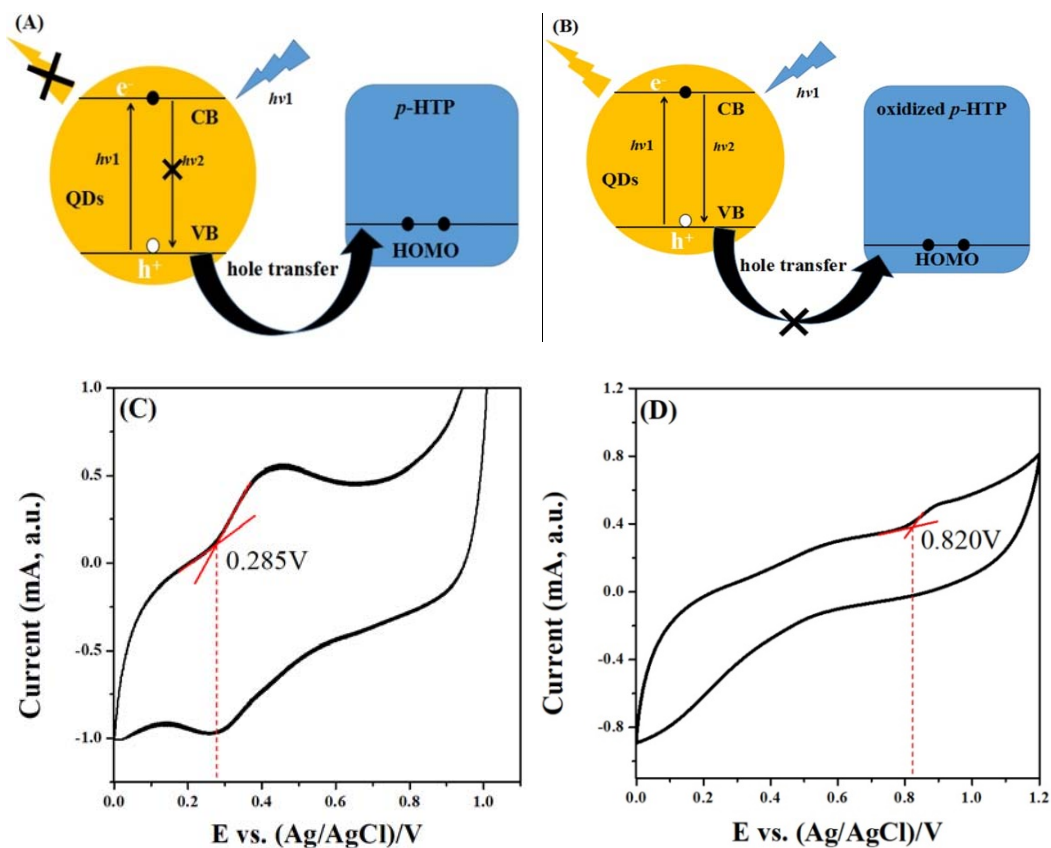 (A)
e⁻
CB
hv1
hv2
QDs
VB
h⁺
hole transfer
hv1
p-HTP
HOMO
(B)
e⁻
CB
hv1
hv2
QDs
VB
h⁺
hole transfer
hv1
oxidized p-HTP
HOMO
(C)
Current (mA, a.u.)
1.0
0.5
0.0
-0.5
-1.0
0.285V
0.0 0.2 0.4 0.6 0.8 1.0
E vs. (Ag/AgCl)/V
(D)
Current (mA, a.u.)
1.2
0.8
0.4
0.0
-0.4
-0.8
0.820V
0.0 0.2 0.4 0.6 0.8 1.0 1.2
E vs. (Ag/AgCl)/V